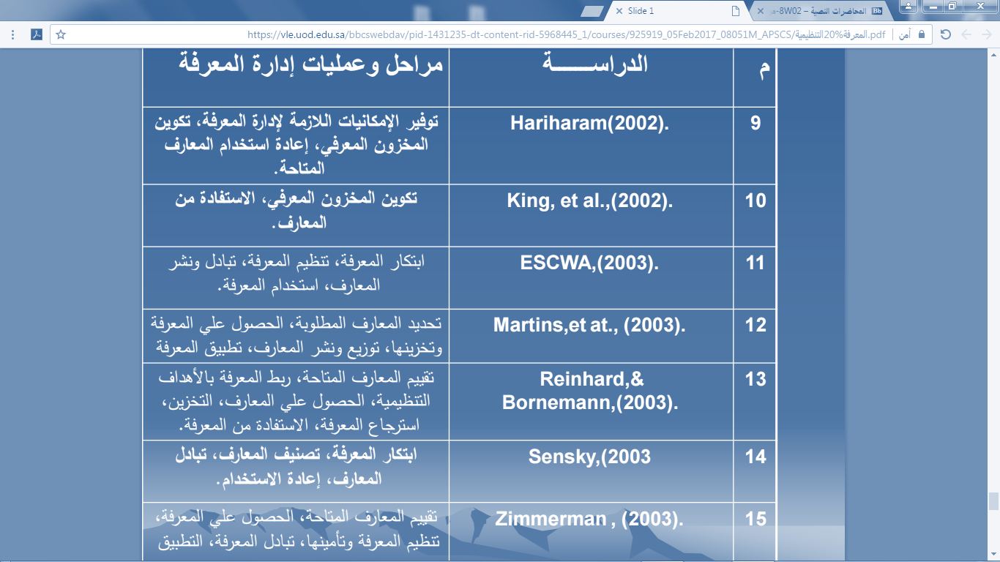 Slide 1
المحاضرات النصية – 8W02-
https://vle.uod.edu.sa/bbcswebdav/pid-1431235-dt-content-rid-5968445_1/courses/925919_05Feb2017_08051M_APSCS/المعرفة%20التنظيمية.pdf
آمن
م الدراســــــة مراحل وعمليات إدارة المعرفة
9 Hariharam(2002). توفير الإمكانيات اللازمة لإدارة المعرفة، تكوين
المخزون المعرفي، إعادة استخدام المعارف
المتاحة.
10 King, et al.,(2002). تكوين المخزون المعرفي، الاستفادة من
المعارف.
11 ESCWA,(2003). ابتكار المعرفة، تنظيم المعرفة، تبادل ونشر
المعارف، استخدام المعرفة.
12 Martins,et at., (2003). تحديد المعارف المطلوبة، الحصول علي المعرفة
وتخزينها، توزيع ونشر المعارف، تطبيق المعرفة
13 Reinhard,& تقييم المعارف المتاحة، ربط المعرفة بالأهداف
Bornemann,(2003). التنظيمية، الحصول علي المعارف، التخزين،
استرجاع المعرفة، الاستفادة من المعرفة.
14 Sensky,(2003 ابتكار المعرفة، تصنيف المعارف، تبادل
المعارف، إعادة الاستخدام.
15 Zimmerman , (2003). تقييم المعارف المتاحة، الحصول علي المعرفة،
تنظيم المعرفة وتأمينها، تبادل المعرفة، التطبيق